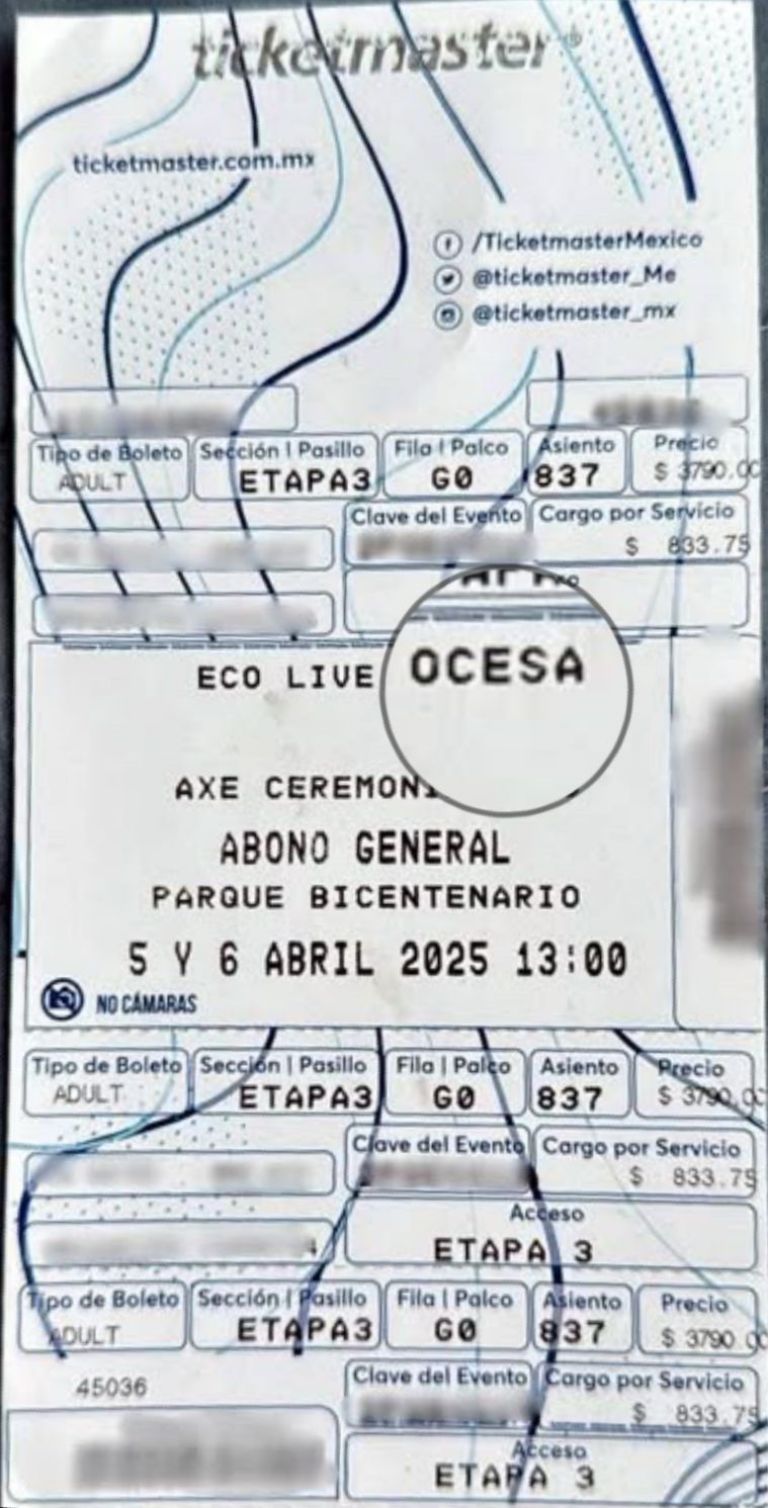 ticketmaster®
ticketmaster.com.mx
/TicketmasterMexico
@ticketmaster_Me
@ticketmaster_mx
Tipo de Boleto Sección | Pasillo Fila | Palco Asiento Precio
ADULT ETAPA3 G0 837 $ 3790.00
Clave del Evento Cargo por Servicio
$ 833.75
ECO LIVE OCESA
AXE
ABONO GENERAL
PARQUE BICENTENARIO
5 Y 6 ABRIL 2025 13:00
NO CÁMARAS
Tipo de Boleto Sección | Pasillo Fila | Palco Asiento Precio
ADULT ETAPA3 G0 837 $ 3790.00
Clave del Evento Cargo por Servicio
$ 833.75
Acceso
ETAPA 3
Tipo de Boleto Sección | Pasillo Fila | Palco Asiento Precio
ADULT ETAPA3 G0 837 $ 3790.00
45036
Clave del Evento Cargo por Servicio
$ 833.75
Acceso
ETAPA 3